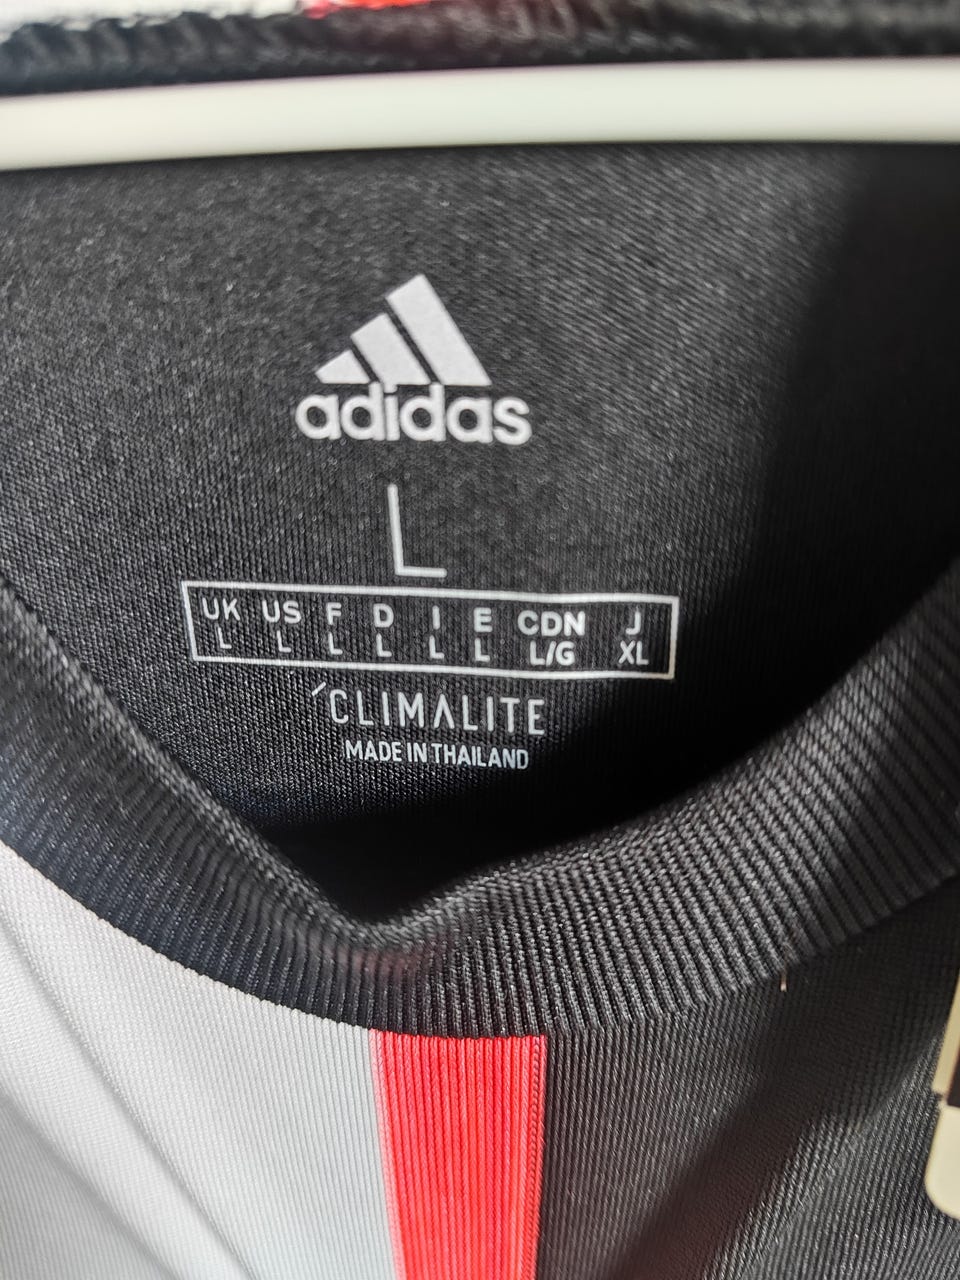 adidas
L
UK US F D I E CDN J
L L L L L L L/G XL
CLIMALITE
MADE IN THAILAND